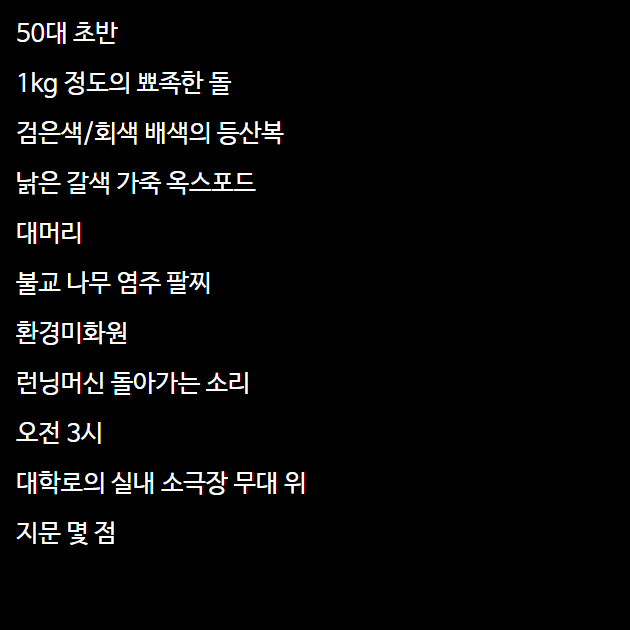 50대 초반
1kg 정도의 뾰족한 돌
검은색/회색 배색의 등산복
낡은 갈색 가죽 옥스포드
대머리
불교 나무 염주 팔찌
환경미화원
런닝머신 돌아가는 소리
오전 3시
대학로의 실내 소극장 무대 위
지문 몇 점